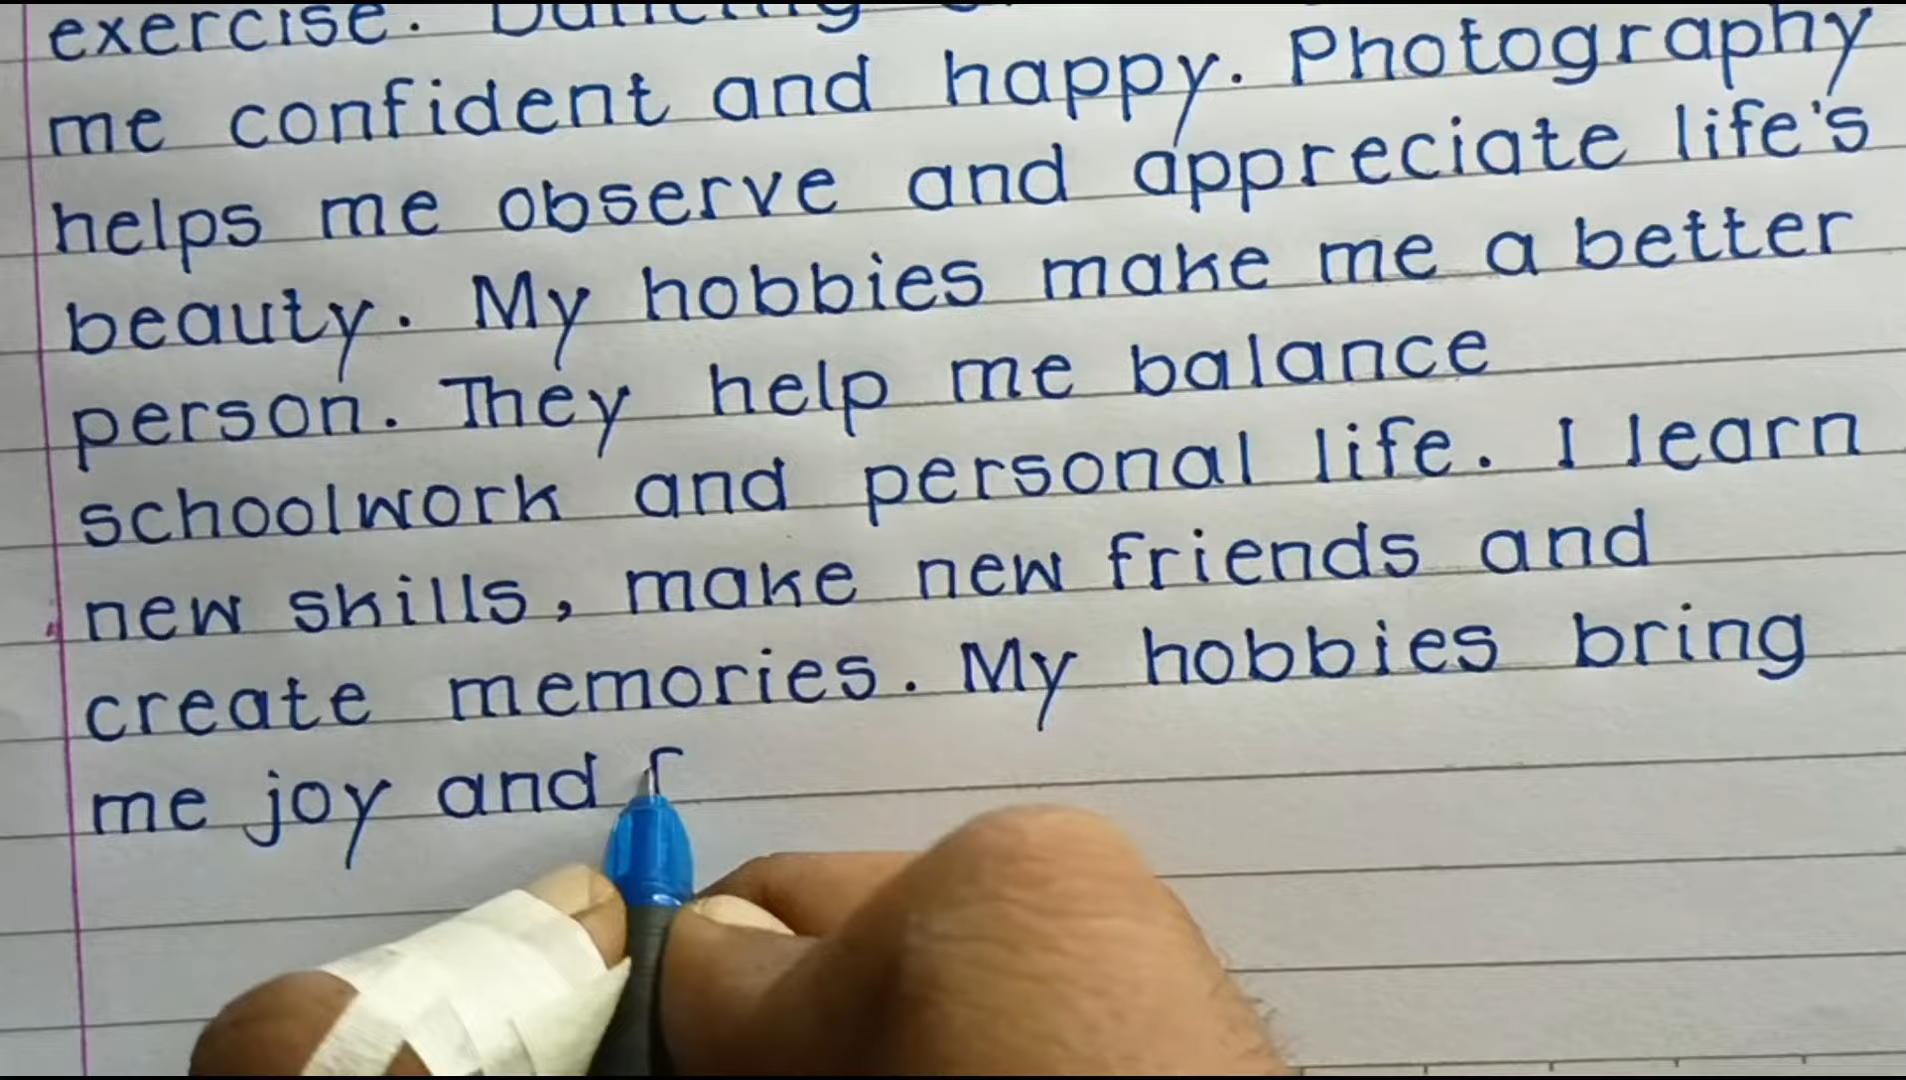 exercise. Dancing
me confident and happy. Photography
helps me observe and appreciate life's
beauty. My hobbies make me a better
person. They help me balance
schoolwork and personal life. I learn
new skills, make new friends and
create memories. My hobbies bring
me joy and